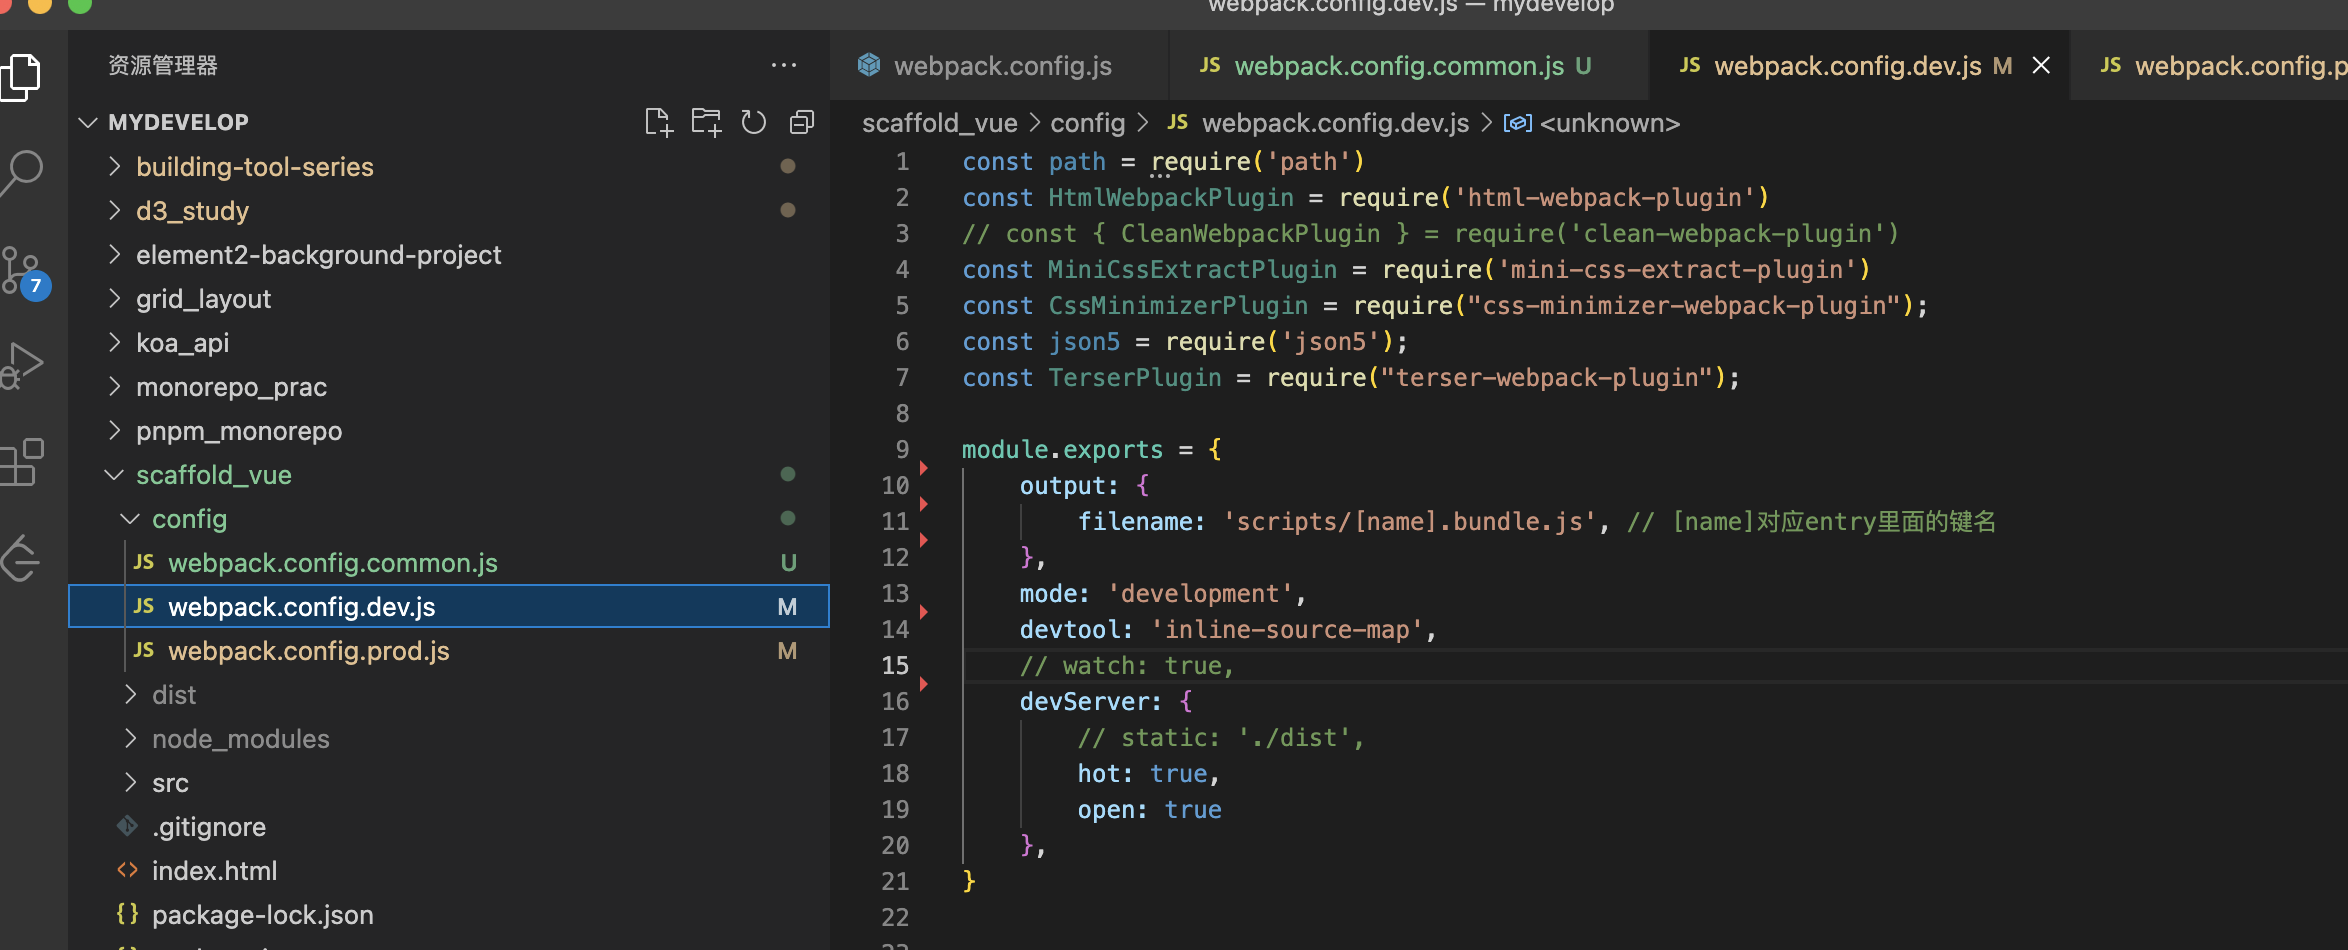 webpack.config.dev.js — mydevelop
资源管理器
MYDEVELOP
building-tool-series
d3_study
element2-background-project
grid_layout
koa_api
monorepo_prac
pnpm_monorepo
scaffold_vue
config
JS webpack.config.common.js U
JS webpack.config.dev.js M
JS webpack.config.prod.js M
dist
node_modules
src
.gitignore
<> index.html
{} package-lock.json
7
webpack.config.js
JS webpack.config.common.js U
JS webpack.config.dev.js M
JS webpack.config.p
scaffold_vue > config > JS webpack.config.dev.js > <unknown>
1 const path = require('path')
2 const HtmlWebpackPlugin = require('html-webpack-plugin')
3 // const { CleanWebpackPlugin } = require('clean-webpack-plugin')
4 const MiniCssExtractPlugin = require('mini-css-extract-plugin')
5 const CssMinimizerPlugin = require("css-minimizer-webpack-plugin");
6 const json5 = require('json5');
7 const TerserPlugin = require("terser-webpack-plugin");
8
9 module.exports = {
10 output: {
11 filename: 'scripts/[name].bundle.js', // [name]对应entry里面的键名
12 },
13 mode: 'development',
14 devtool: 'inline-source-map',
15 // watch: true,
16 devServer: {
17 // static: './dist',
18 hot: true,
19 open: true
20 },
21 }
22